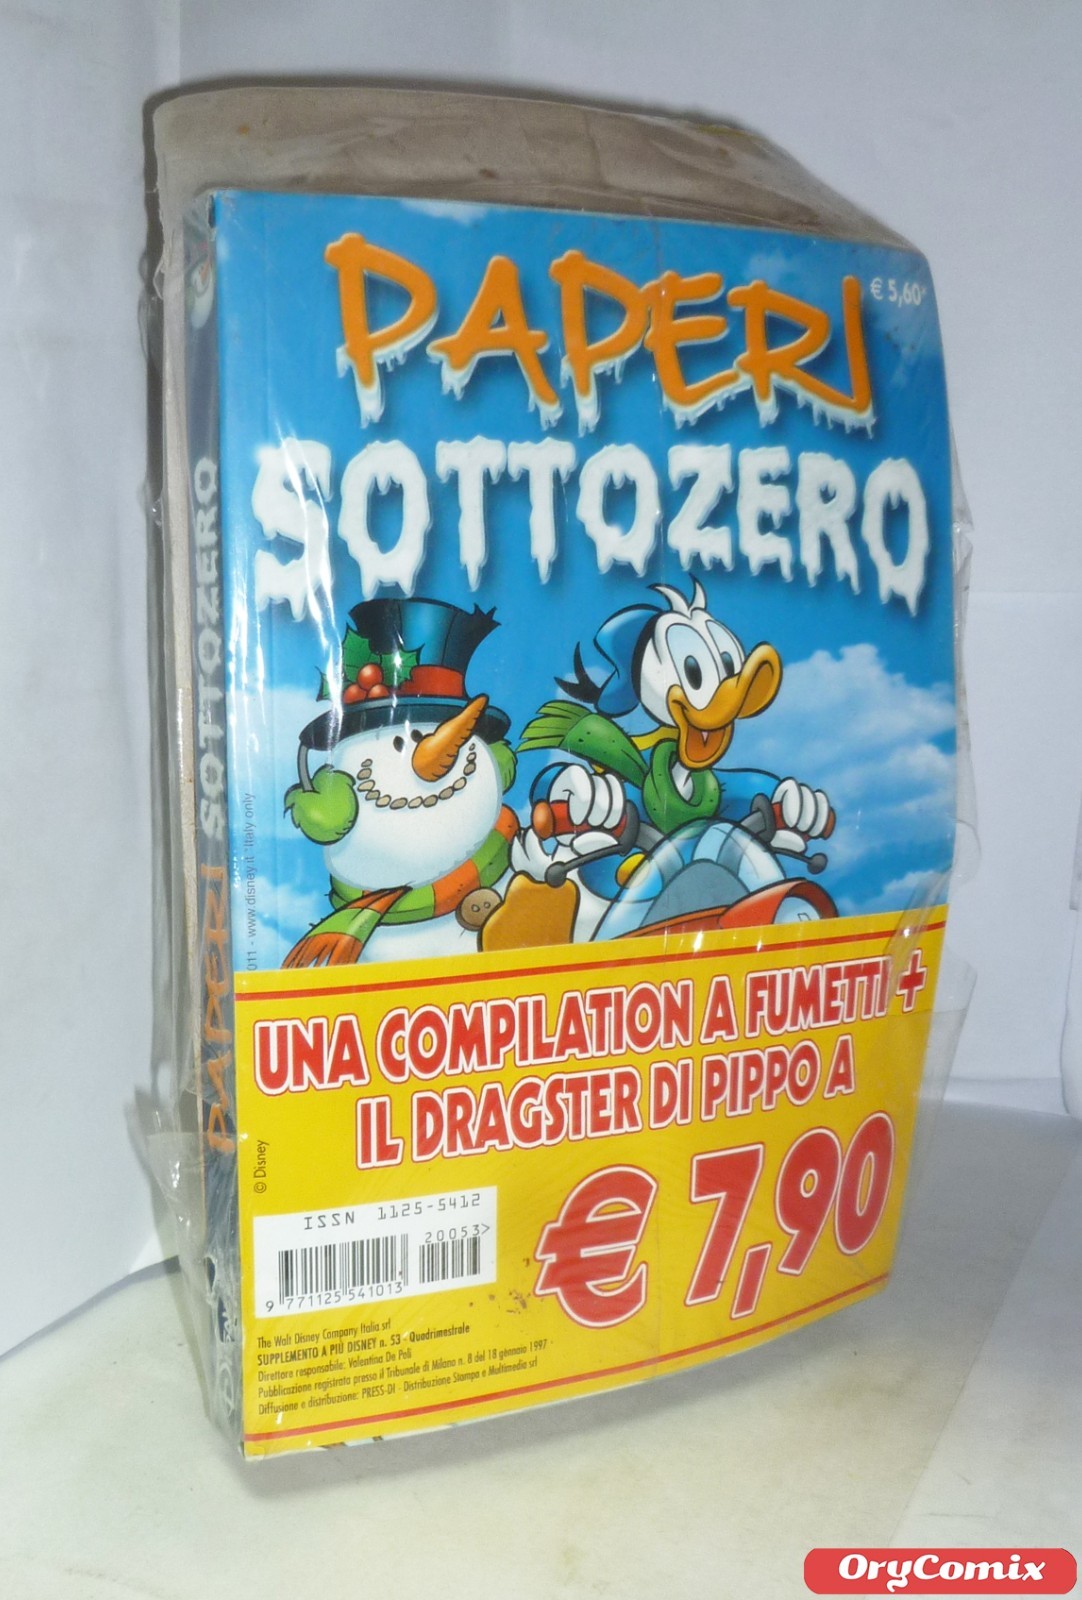 PAPERI
€ 5,60*
SOTTOZERO
PAPERI SOTTOZERO
011 - www.disney.it *Italy only
© Disney
UNA COMPILATION A FUMETTI +
IL DRAGSTER DI PIPPO A
€ 7,90
ISSN 1125-5412
20053>
9 771125 541013
The Walt Disney Company Italia srl
SUPPLEMENTO A PIÙ DISNEY n. 53 - Quadrimestrale
Direttore responsabile: Valentina De Poli
Pubblicazione registrata presso il Tribunale di Milano n. 8 del 18 gennaio 1997
Diffusione e distribuzione: PRESS-DI - Distribuzione Stampa e Multimedia srl
OryComix